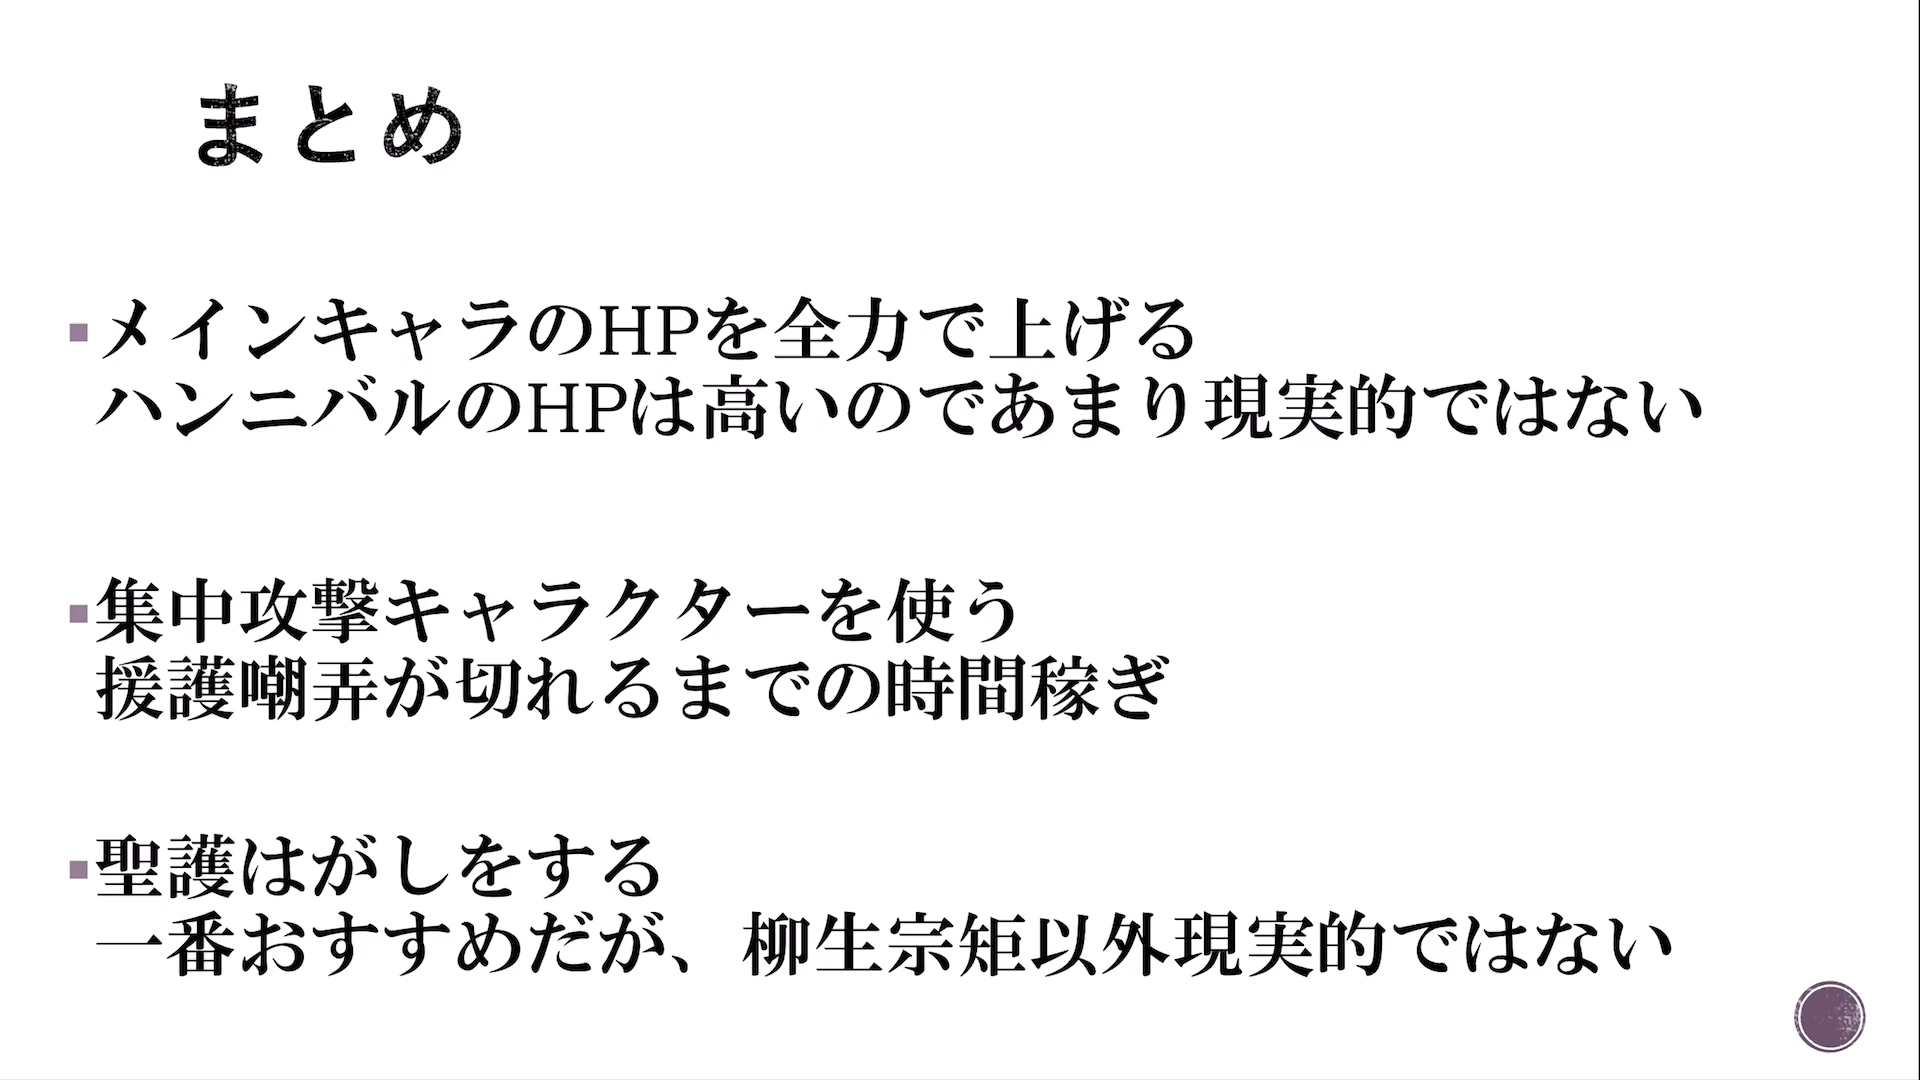 まとめ
メインキャラのHPを全力で上げる
ハンニバルのHPは高いのであまり現実的ではない
集中攻撃キャラクターを使う
援護嘲弄が切れるまでの時間稼ぎ
聖護はがしをする
一番おすすめだが、柳生宗矩以外現実的ではない